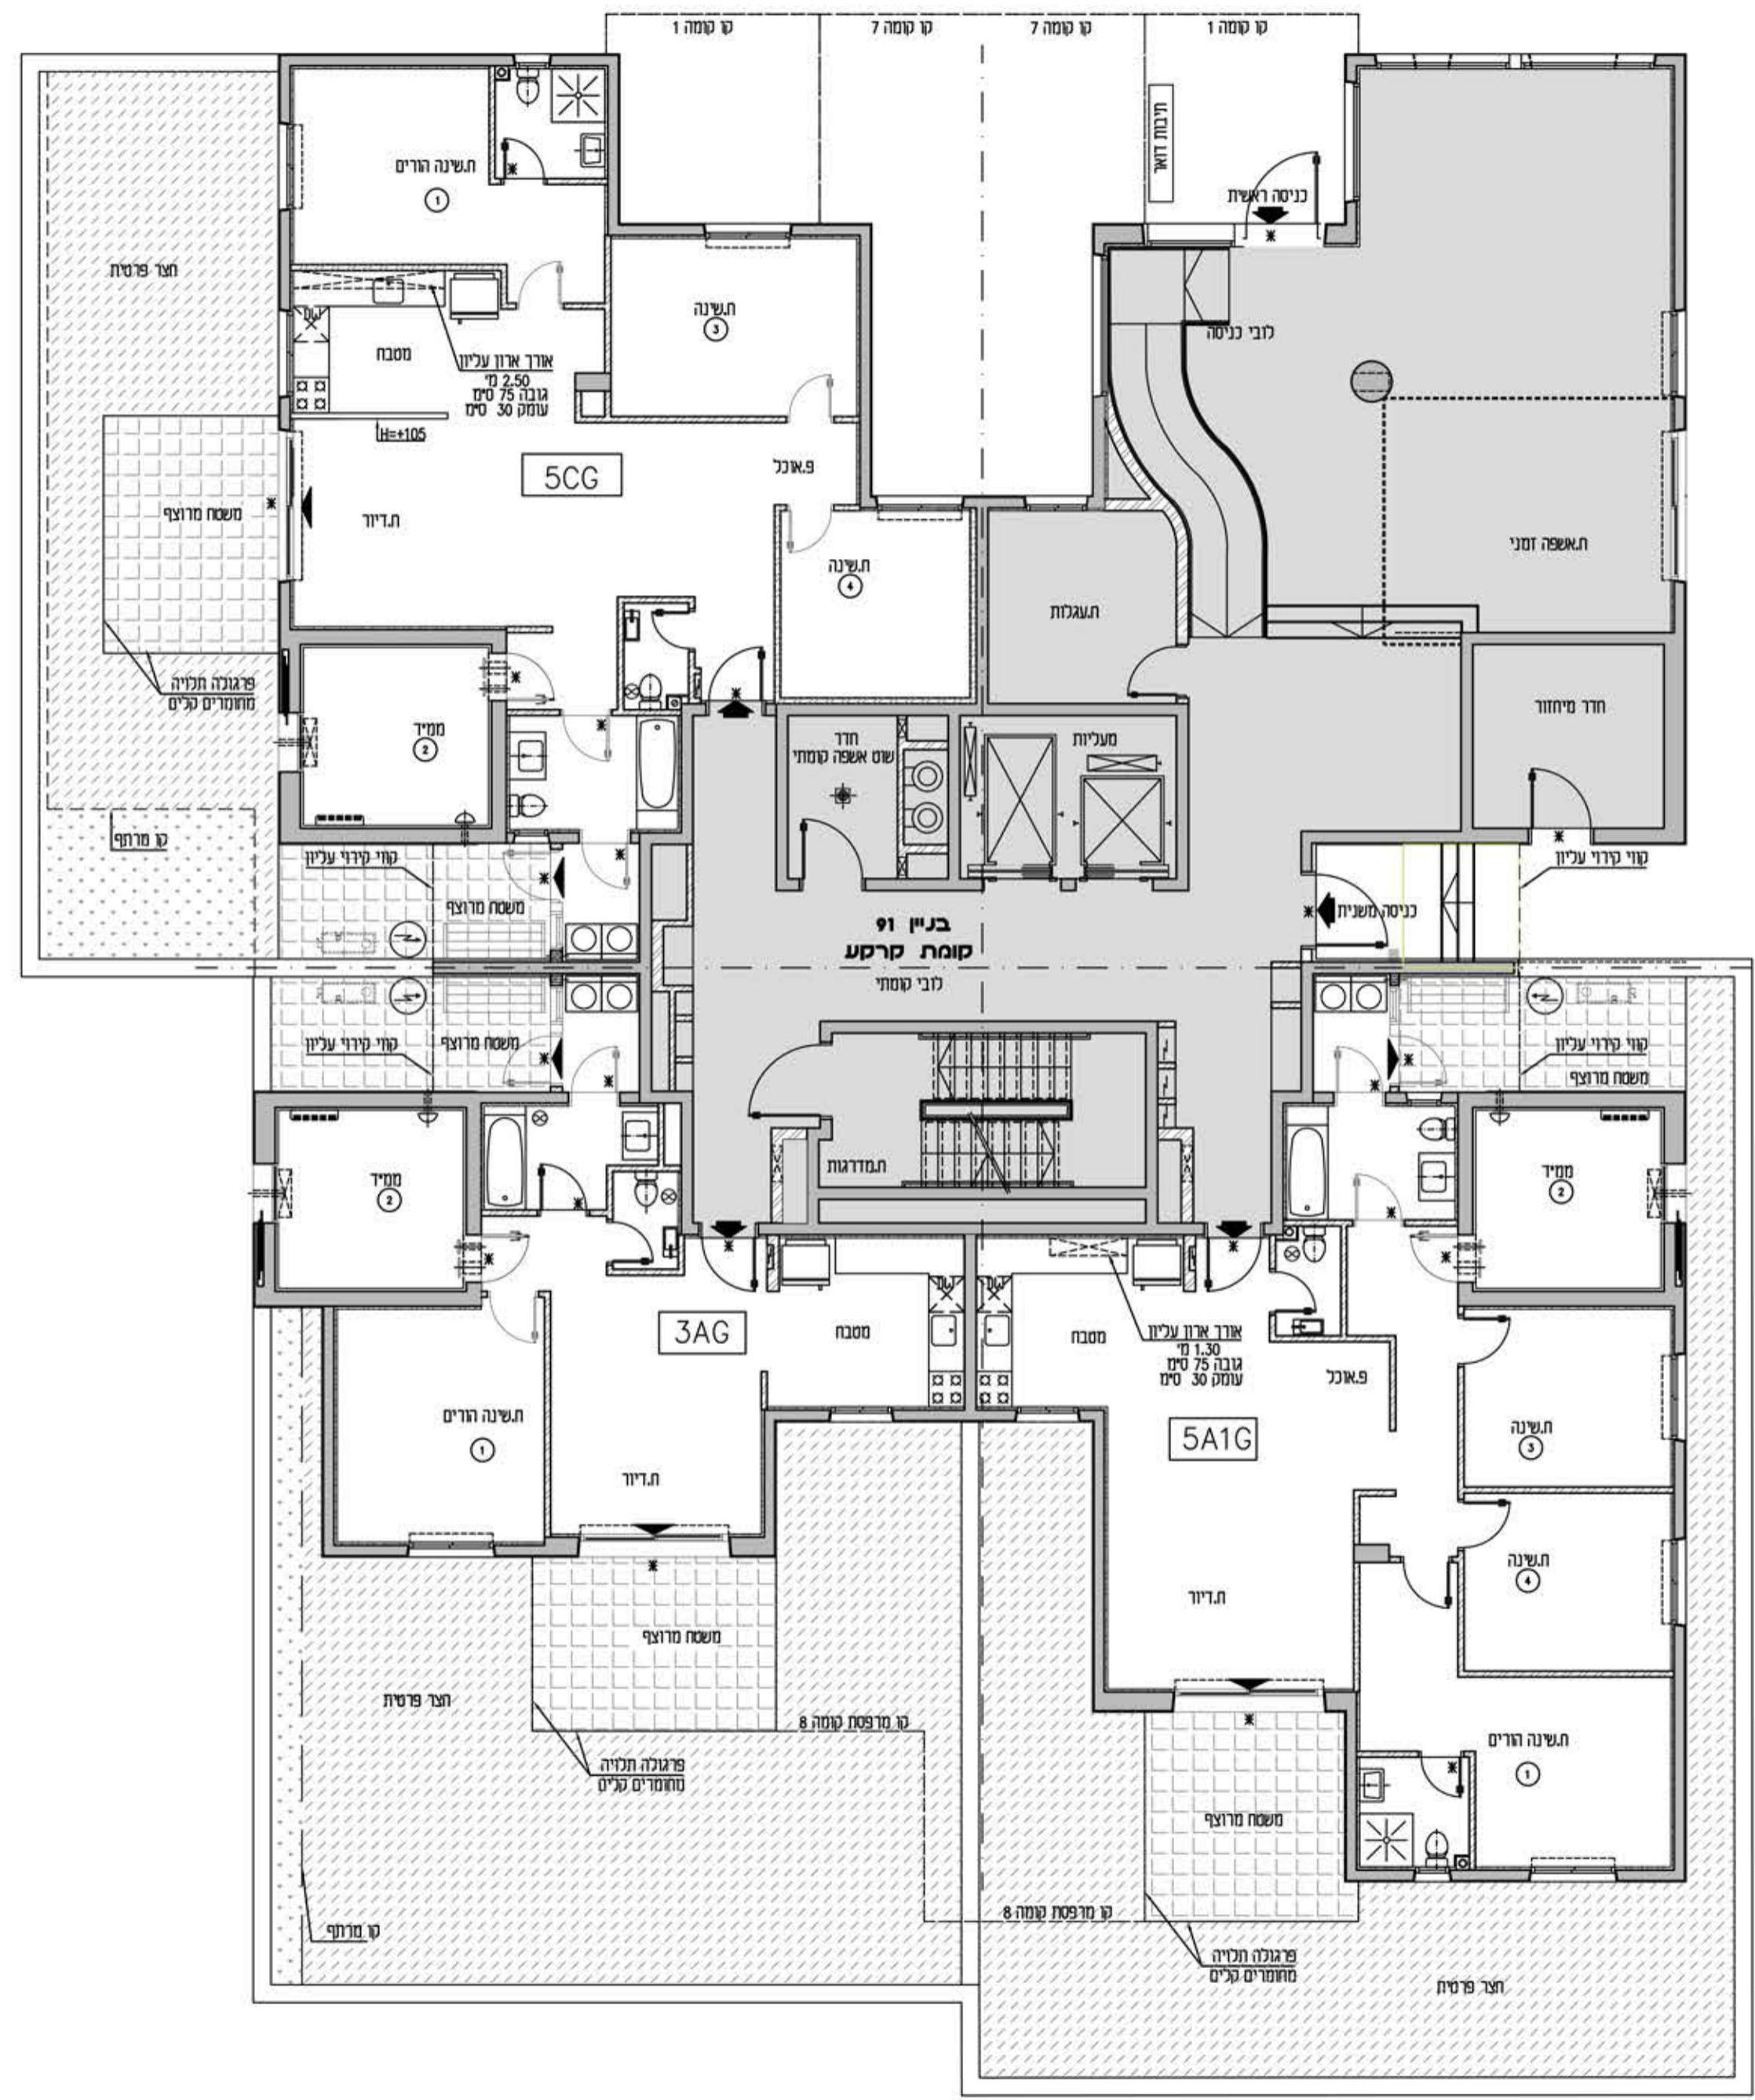 קו קומה 1
קו קומה 7
קו קומה 7
קו קומה 1
תיבות דואר
כניסה ראשית
ח.שינה הורים
1
חצר פרטית
ח.שינה
3
לובי כניסה
מטבח
DW
אורך ארון עליון
2.50 מ'
גובה 75 ס"מ
עומק 30 ס"מ
H=+105
5CG
פ.אוכל
משטח מרוצף
ח.דיור
ח.אשפה זמני
ח.שינה
4
ח.עגלות
פרגולה תלויה
מחומרים קלים
חדר מיחזור
ממ"ד
2
חדר
שוט אשפה קומתי
מעליות
קו מרתף
קווי קירוי עליון
משטח מרוצף
קווי קירוי עליון
כניסה משנית
בניין 91
קומת קרקע
לובי קומתי
קווי קירוי עליון
משטח מרוצף
קווי קירוי עליון
משטח מרוצף
ממ"ד
2
ח.מדרגות
ממ"ד
2
3AG
מטבח
DW
DW
מטבח
אורך ארון עליון
1.30 מ'
גובה 75 ס"מ
עומק 30 ס"מ
פ.אוכל
ח.שינה הורים
1
5A1G
ח.שינה
3
ח.דיור
ח.שינה
4
ח.דיור
משטח מרוצף
חצר פרטית
קו מרפסת קומה 8
פרגולה תלויה
מחומרים קלים
ח.שינה הורים
1
משטח מרוצף
קו מרפסת קומה 8
קו מרתף
פרגולה תלויה
מחומרים קלים
חצר פרטית